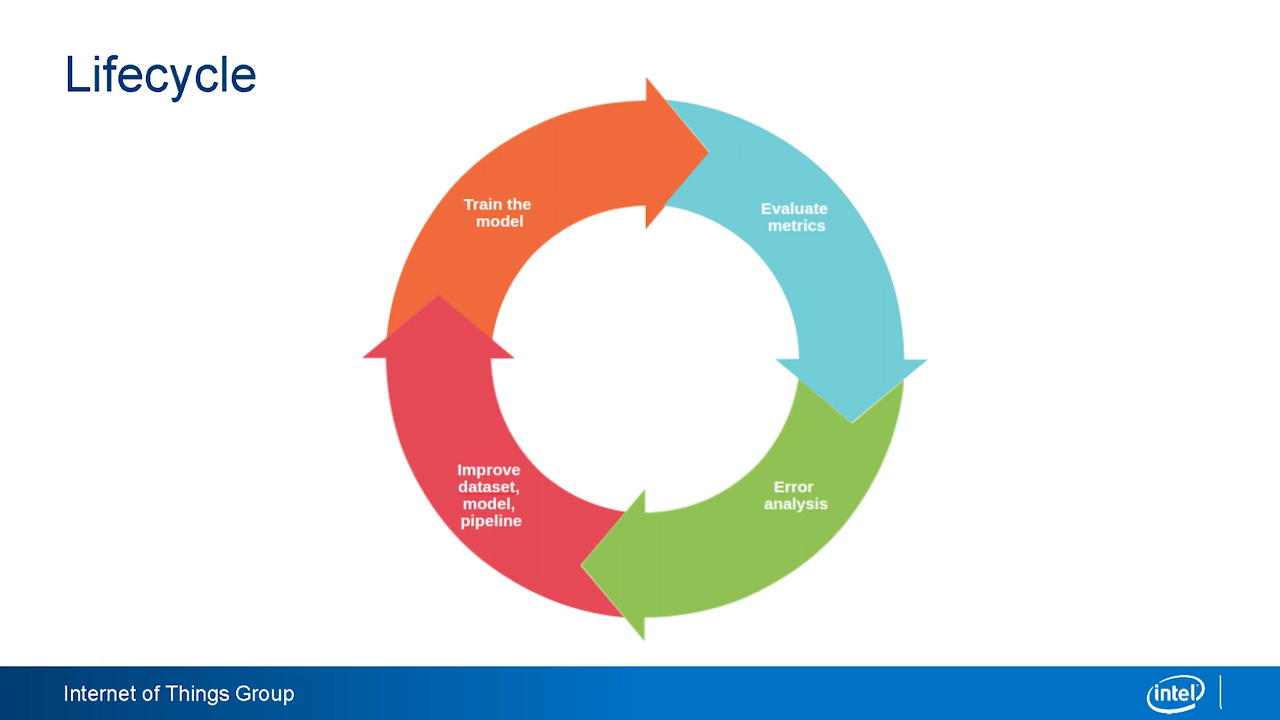 Lifecycle
Train the
model
Evaluate
metrics
Error
analysis
Improve
dataset,
model,
pipeline
Internet of Things Group
intel